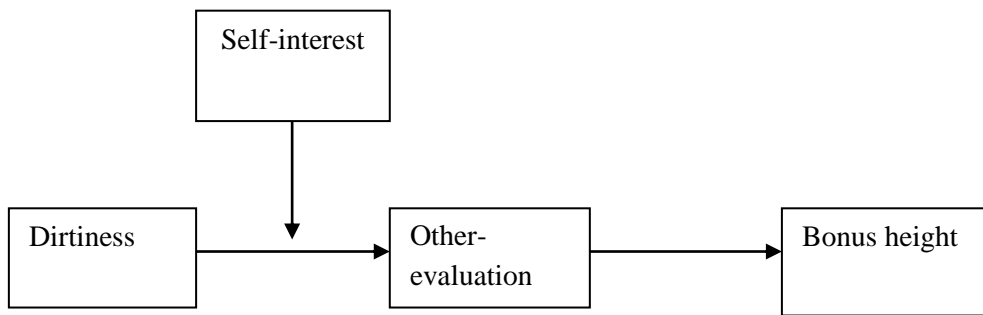 Self-interest
Dirtiness
Other-
evaluation
Bonus height